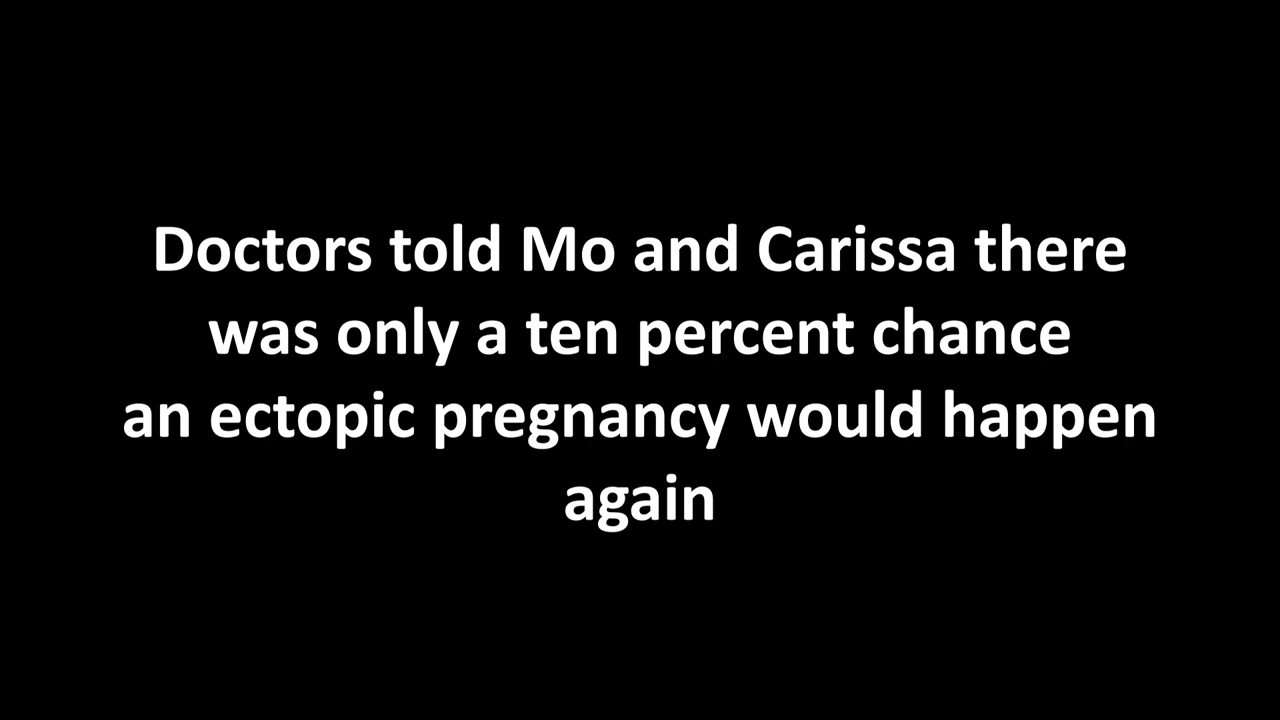 Doctors told Mo and Carissa there
was only a ten percent chance
an ectopic pregnancy would happen
again